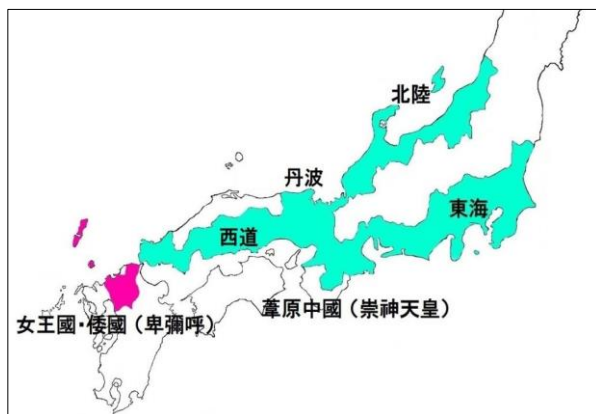 北陸
丹波
東海
西道
葦原中國（崇神天皇）
女王國・倭國（卑彌呼）